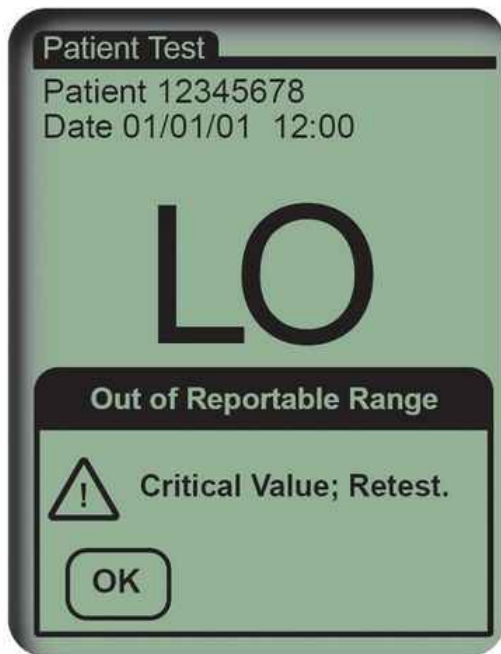 Patient Test
Patient 12345678
Date 01/01/01 12:00
LO
Out of Reportable Range
! Critical Value; Retest.
OK